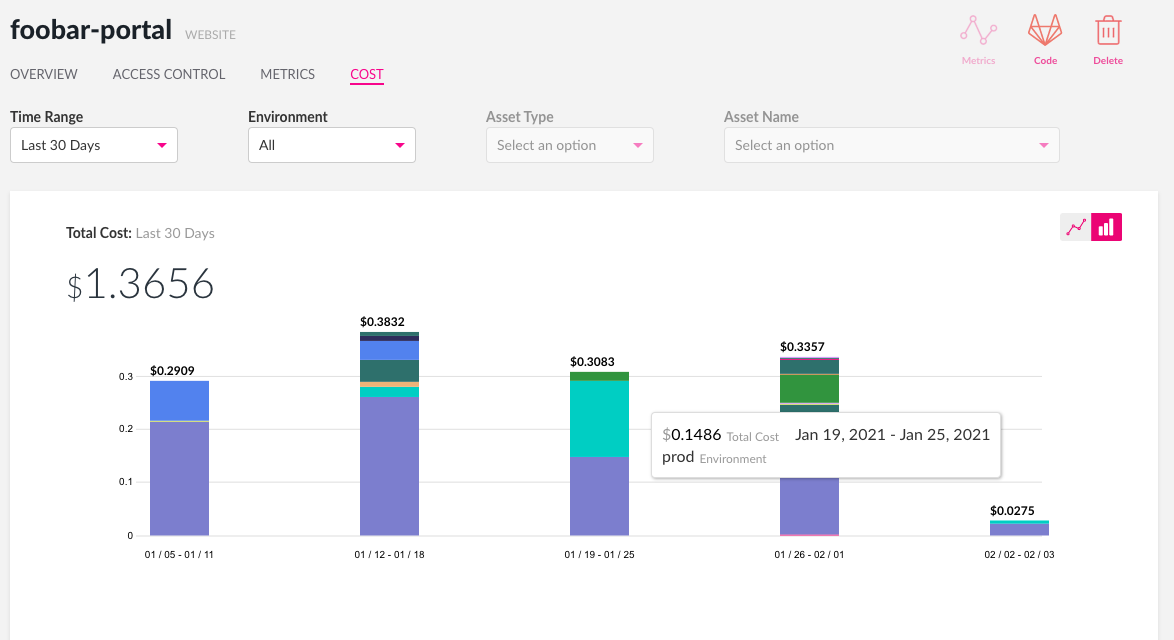 foobar-portal WEBSITE
Metrics Code Delete
OVERVIEW ACCESS CONTROL METRICS COST
Time Range Environment Asset Type Asset Name
Last 30 Days All Select an option Select an option
Total Cost: Last 30 Days
$1.3656
$0.2909 $0.3832 $0.3083 $0.3357 $0.0275
0.3
0.2
0.1
0
$0.1486 Total Cost Jan 19, 2021 - Jan 25, 2021
prod Environment
01 / 05 - 01 / 11 01 / 12 - 01 / 18 01 / 19 - 01 / 25 01 / 26 - 02 / 01 02 / 02 - 02 / 03